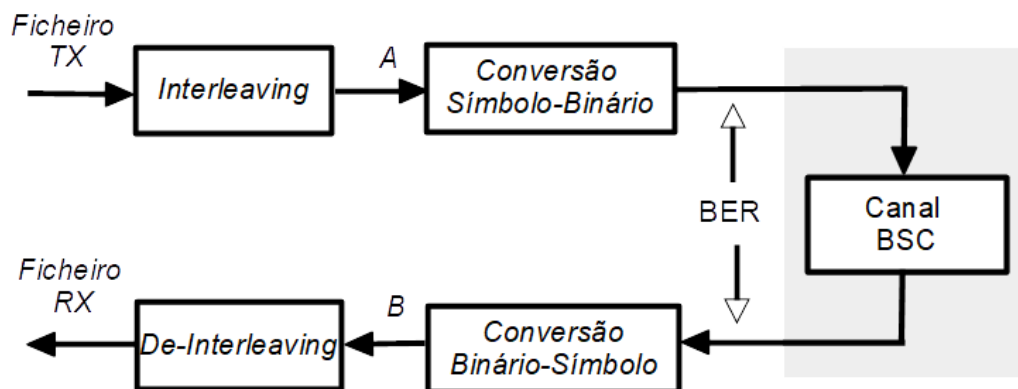 Ficheiro
TX
Interleaving
A
Conversão
Símbolo-Binário
BER
Canal
BSC
Ficheiro
RX
De-Interleaving
B
Conversão
Binário-Símbolo